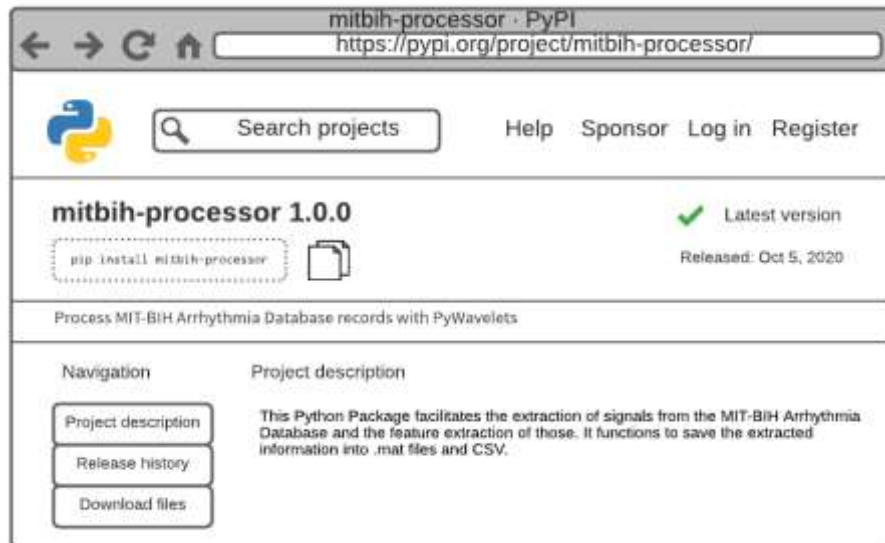 mitbih-processor · PyPI
https://pypi.org/project/mitbih-processor/
Search projects
Help Sponsor Log in Register
mitbih-processor 1.0.0
Latest version
pip install mitbih-processor
Released: Oct 5, 2020
Process MIT-BIH Arrhythmia Database records with PyWavelets
Navigation
Project description
Project description
Release history
Download files
This Python Package facilitates the extraction of signals from the MIT-BIH Arrhythmia
Database and the feature extraction of those. It functions to save the extracted
information into .mat files and CSV.